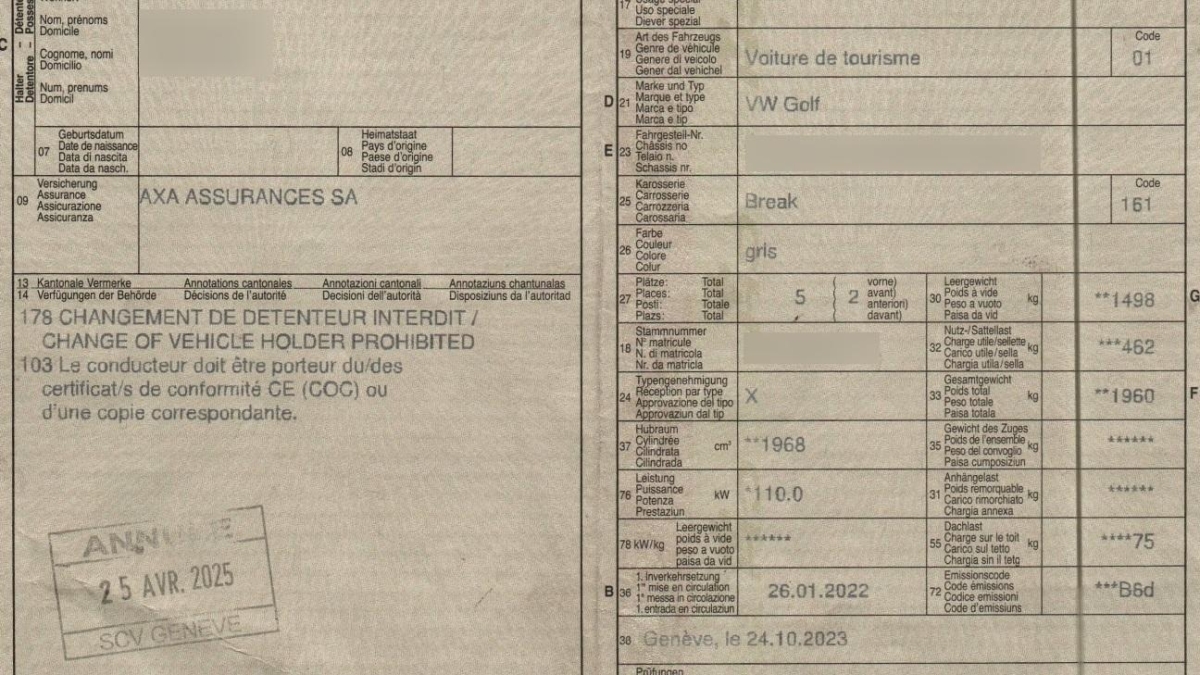 C
Halter – Détenteur
Detentore – Posses
Nom, prénoms
Domicile
Cognome, nomi
Domicilio
Num, prenums
Domicil
07
Geburtsdatum
Date de naissance
Data di nascita
Data da nasch.
08
Heimatstaat
Pays d'origine
Paese d'origine
Stadi d'origin
09
Versicherung
Assurance
Assicurazione
Assicuranza
AXA ASSURANCES SA
13 Kantonale Vermerke Annotations cantonales Annotazioni cantonali Annotaziuns chantunalas
14 Verfügungen der Behörde Décisions de l'autorité Decisioni dell'autorità Disposiziuns da l'autoritad
178 CHANGEMENT DE DETENTEUR INTERDIT /
CHANGE OF VEHICLE HOLDER PROHIBITED
103 Le conducteur doit être porteur du/des
certificat/s de conformité CE (COC) ou
d'une copie correspondante.
25 AVR. 2025
SCV GENEVE
17
Uso speciale
Diever spezial
19
Art des Fahrzeugs
Genre de véhicule
Genere di veicolo
Gener dal vehichel
Voiture de tourisme
Code
01
D 21
Marke und Typ
Marque et type
Marca e tipo
Marca e tip
VW Golf
E 23
Fahrgestell-Nr.
Châssis no
Telaio n.
Schassis nr.
25
Karosserie
Carrosserie
Carrozzeria
Carossaria
Break
Code
161
26
Farbe
Couleur
Colore
Colur
gris
27
Plätze: Total
Places: Total
Posti: Totale
Plazs: Total
5 ( 2
vorne)
avant)
anteriori)
davant)
30
Leergewicht
Poids à vide
Peso a vuoto
Paisa da vid
kg
**1498
G
18
Stammnummer
N° matricule
N. di matricola
Nr. da matricla
32
Nutz-/Sattellast
Charge utile/sellette
Carico utile/sella
Chargia utila/sella
kg
***462
24
Typengenehmigung
Réception par type
Approvazione del tipo
Approvaziun dal tip
X
33
Gesamtgewicht
Poids total
Peso totale
Paisa totala
kg
**1960
F
37
Hubraum
Cylindrée
Cilindrata
Cilindrada
cm³
**1968
35
Gewicht des Zuges
Poids de l'ensemble
Peso del convoglio
Paisa cumposiziun
kg
******
76
Leistung
Puissance
Potenza
Prestaziun
kW
*110.0
31
Anhängelast
Poids remorquable
Carico rimorchiato
Chargia annexa
kg
******
78 kW/kg
Leergewicht
poids à vide
peso a vuoto
paisa da vid
******
55
Dachlast
Charge sur le toit
Carico sul tetto
Chargia sin il tetg
kg
****75
B 36
1. Inverkehrsetzung
1re mise en circulation
1a messa in circolazione
1. entrada en circulaziun
26.01.2022
72
Emissionscode
Code émissions
Codice emissioni
Code d'emissiuns
***B6d
38 Genève, le 24.10.2023
Prüfungen